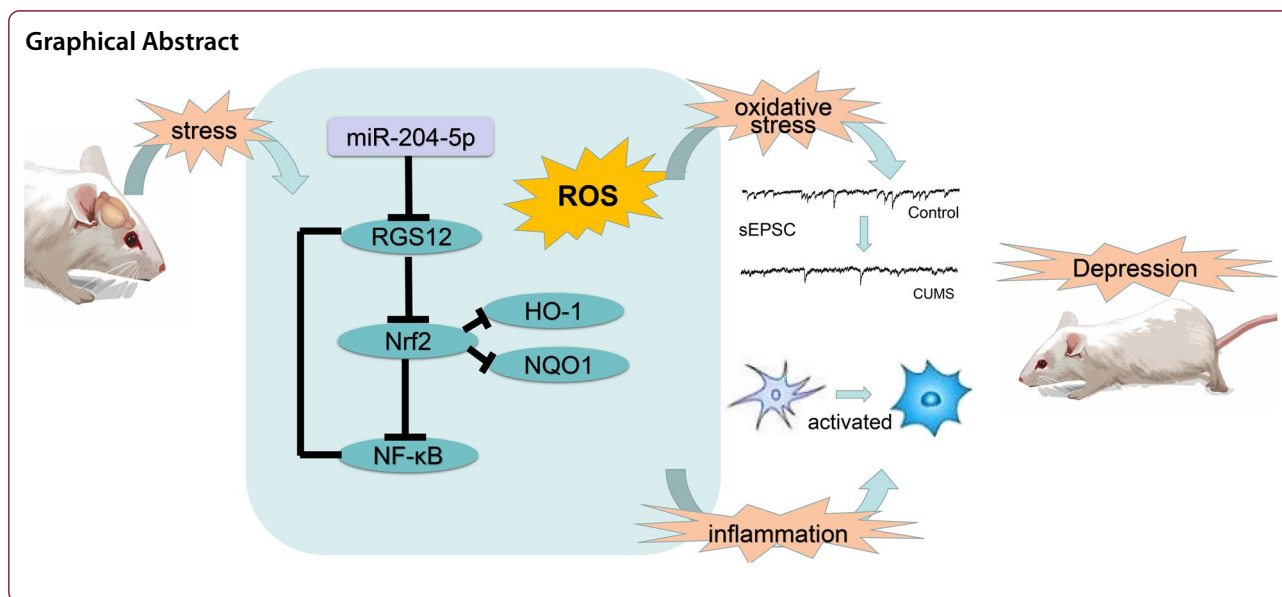 Graphical Abstract
stress
miR-204-5p
RGS12
Nrf2
HO-1
NQO1
NF-κB
ROS
oxidative
stress
Control
sEPSC
CUMS
activated
inflammation
Depression